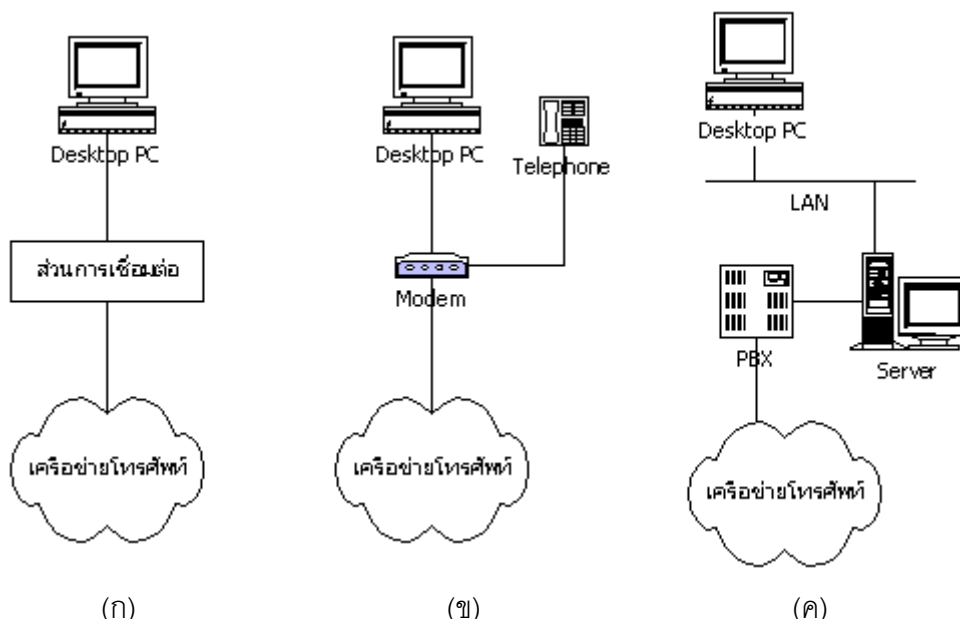 Desktop PC
ส่วนการเชื่อมต่อ
เครือข่ายโทรศัพท์
(ก)
Desktop PC
Telephone
Modem
เครือข่ายโทรศัพท์
(ข)
Desktop PC
LAN
PBX
Server
เครือข่ายโทรศัพท์
(ค)